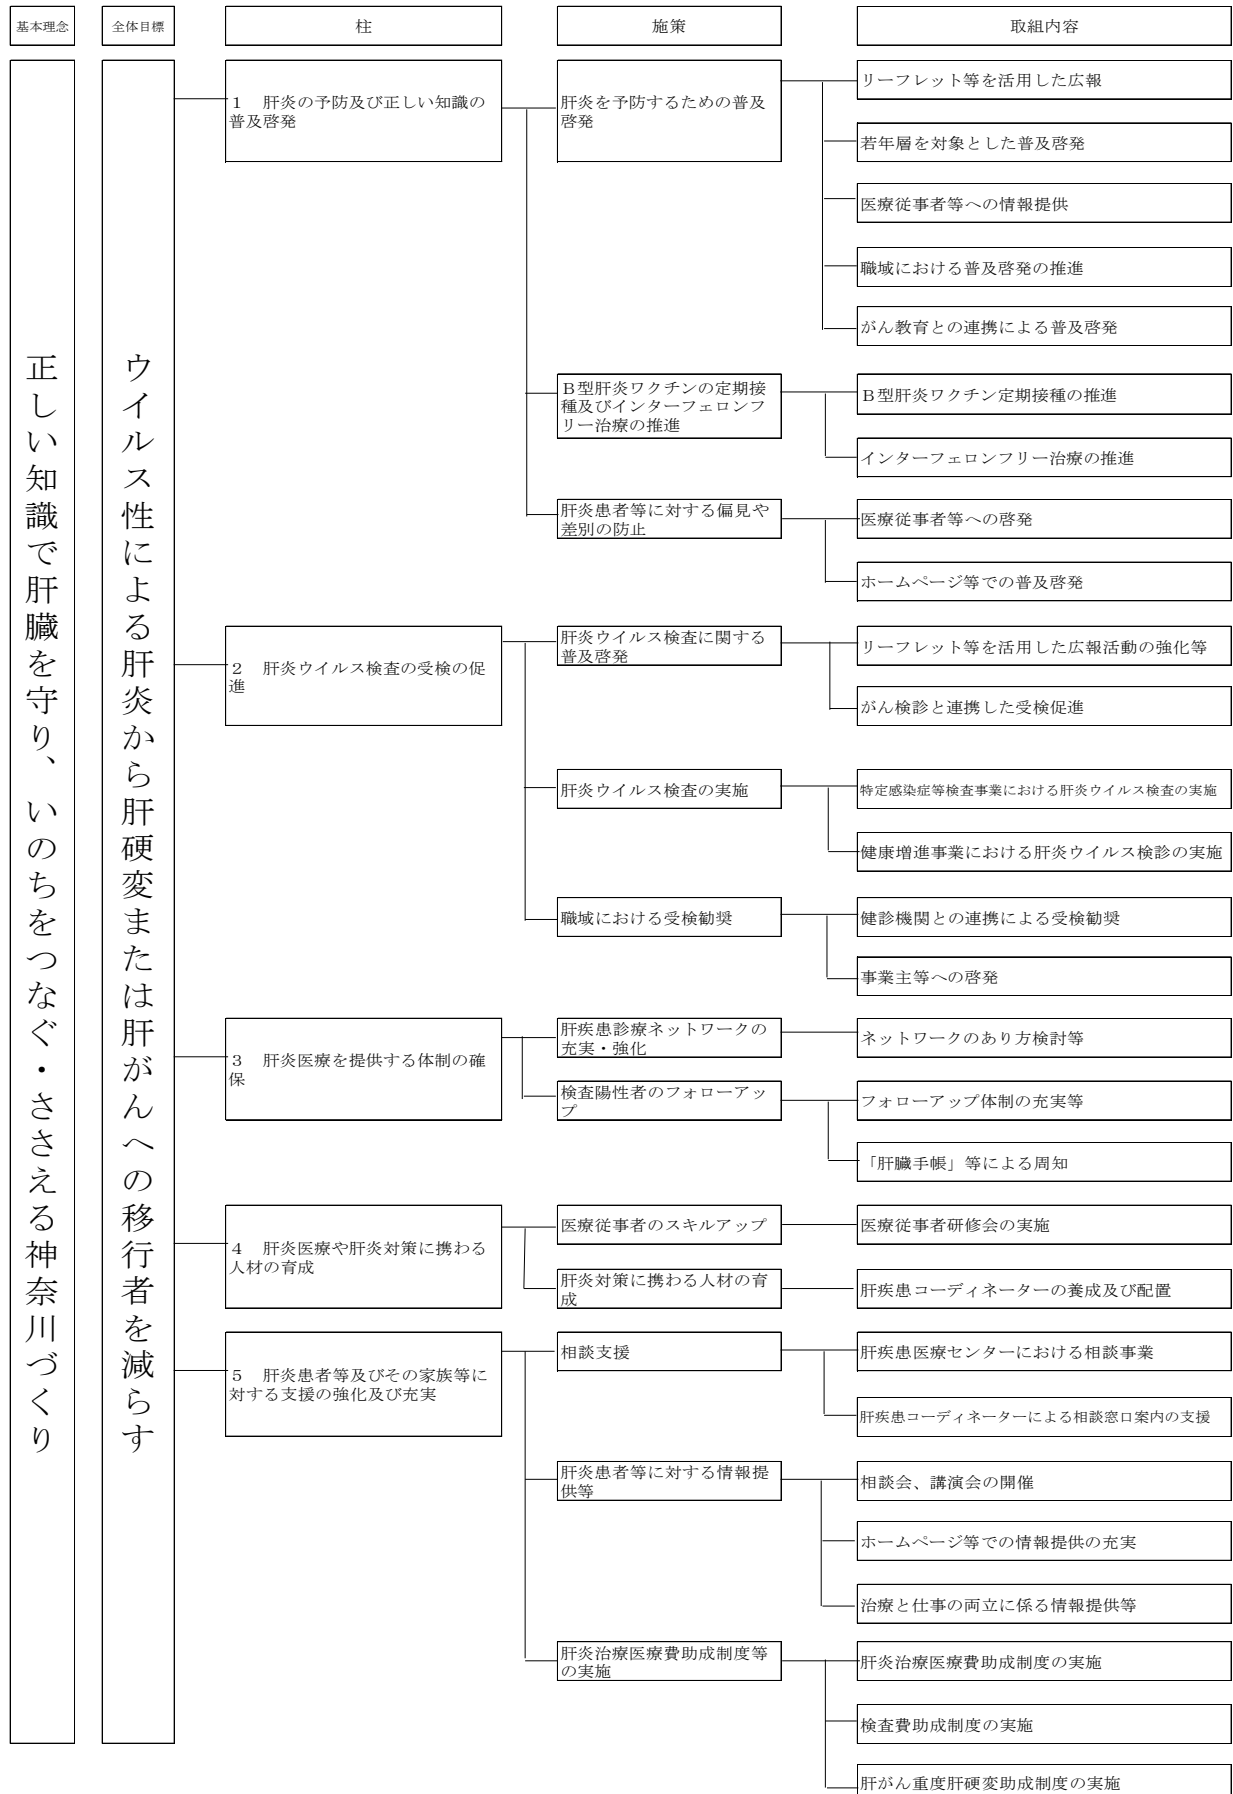 基本理念
全体目標
柱
施策
取組内容
正しい知識で肝臓を守り、いのちをつなぐ・ささえる神奈川づくり
ウイルス性による肝炎から肝硬変または肝がんへの移行者を減らす
１　肝炎の予防及び正しい知識の
普及啓発
肝炎を予防するための普及
啓発
リーフレット等を活用した広報
若年層を対象とした普及啓発
医療従事者等への情報提供
職域における普及啓発の推進
がん教育との連携による普及啓発
Ｂ型肝炎ワクチンの定期接
種及びインターフェロンフ
リー治療の推進
Ｂ型肝炎ワクチン定期接種の推進
インターフェロンフリー治療の推進
肝炎患者等に対する偏見や
差別の防止
医療従事者等への啓発
ホームページ等での普及啓発
２　肝炎ウイルス検査の受検の促
進
肝炎ウイルス検査に関する
普及啓発
リーフレット等を活用した広報活動の強化等
がん検診と連携した受検促進
肝炎ウイルス検査の実施
特定感染症等検査事業における肝炎ウイルス検査の実施
健康増進事業における肝炎ウイルス検診の実施
職域における受検勧奨
健診機関との連携による受検勧奨
事業主等への啓発
３　肝炎医療を提供する体制の確
保
肝疾患診療ネットワークの
充実・強化
ネットワークのあり方検討等
検査陽性者のフォローアッ
プ
フォローアップ体制の充実等
「肝臓手帳」等による周知
４　肝炎医療や肝炎対策に携わる
人材の育成
医療従事者のスキルアップ
医療従事者研修会の実施
肝炎対策に携わる人材の育
成
肝疾患コーディネーターの養成及び配置
５　肝炎患者等及びその家族等に
対する支援の強化及び充実
相談支援
肝疾患医療センターにおける相談事業
肝疾患コーディネーターによる相談窓口案内の支援
肝炎患者等に対する情報提
供等
相談会、講演会の開催
ホームページ等での情報提供の充実
治療と仕事の両立に係る情報提供等
肝炎治療医療費助成制度等
の実施
肝炎治療医療費助成制度の実施
検査費助成制度の実施
肝がん重度肝硬変助成制度の実施